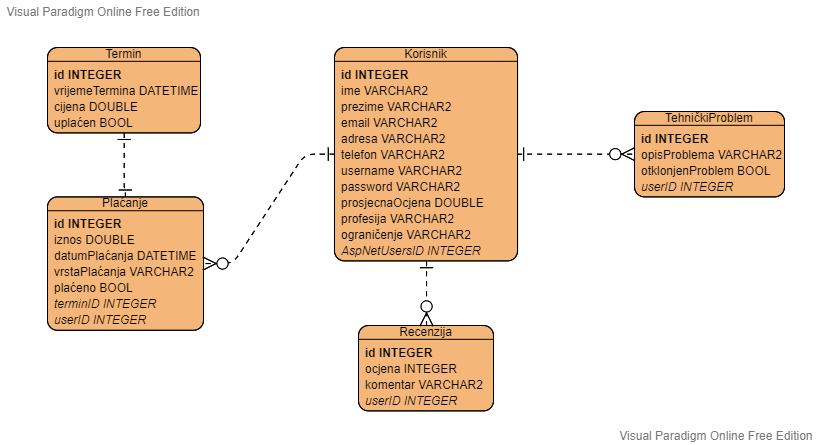 Visual Paradigm Online Free Edition
Termin
id INTEGER
vrijemeTermina DATETIME
cijena DOUBLE
uplaćen BOOL
Plaćanje
id INTEGER
iznos DOUBLE
datumPlaćanja DATETIME
vrstaPlaćanja VARCHAR2
plaćeno BOOL
terminID INTEGER
userID INTEGER
Korisnik
id INTEGER
ime VARCHAR2
prezime VARCHAR2
email VARCHAR2
adresa VARCHAR2
telefon VARCHAR2
username VARCHAR2
password VARCHAR2
prosjecnaOcjena DOUBLE
profesija VARCHAR2
ograničenje VARCHAR2
AspNetUsersID INTEGER
Recenzija
id INTEGER
ocjena INTEGER
komentar VARCHAR2
userID INTEGER
TehničkiProblem
id INTEGER
opisProblema VARCHAR2
otklonjenProblem BOOL
userID INTEGER
Visual Paradigm Online Free Edition